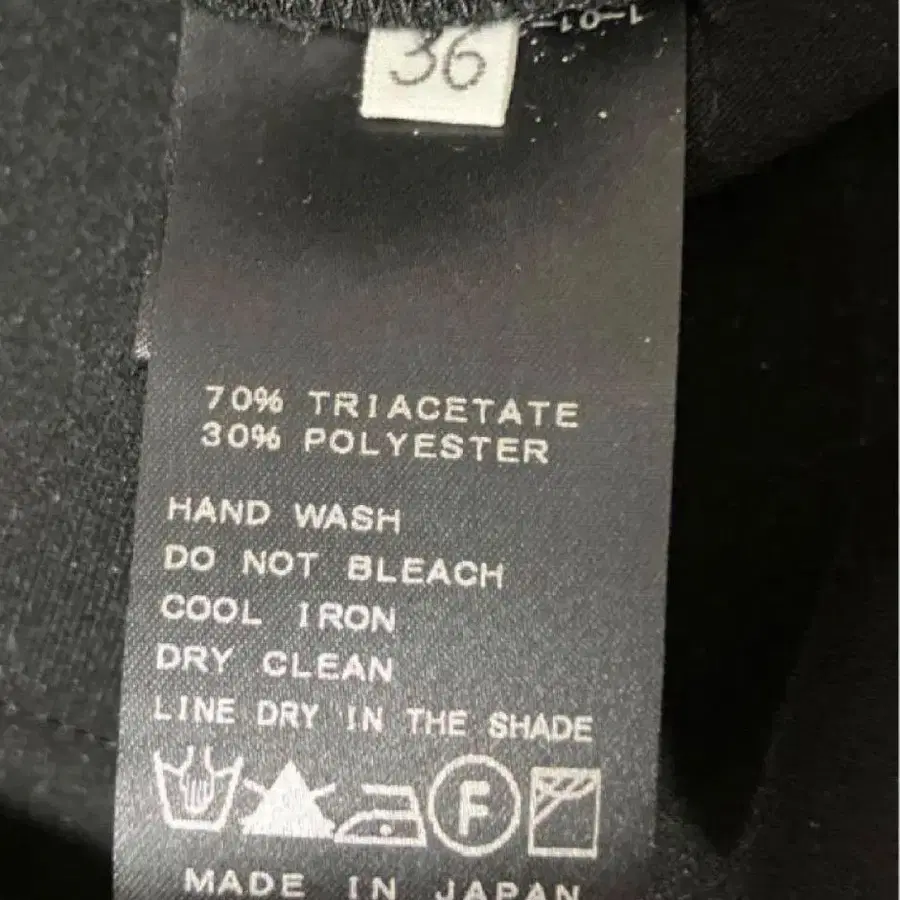 36
70% TRIACETATE
30% POLYESTER
HAND WASH
DO NOT BLEACH
COOL IRON
DRY CLEAN
LINE DRY IN THE SHADE
F
MADE IN JAPAN